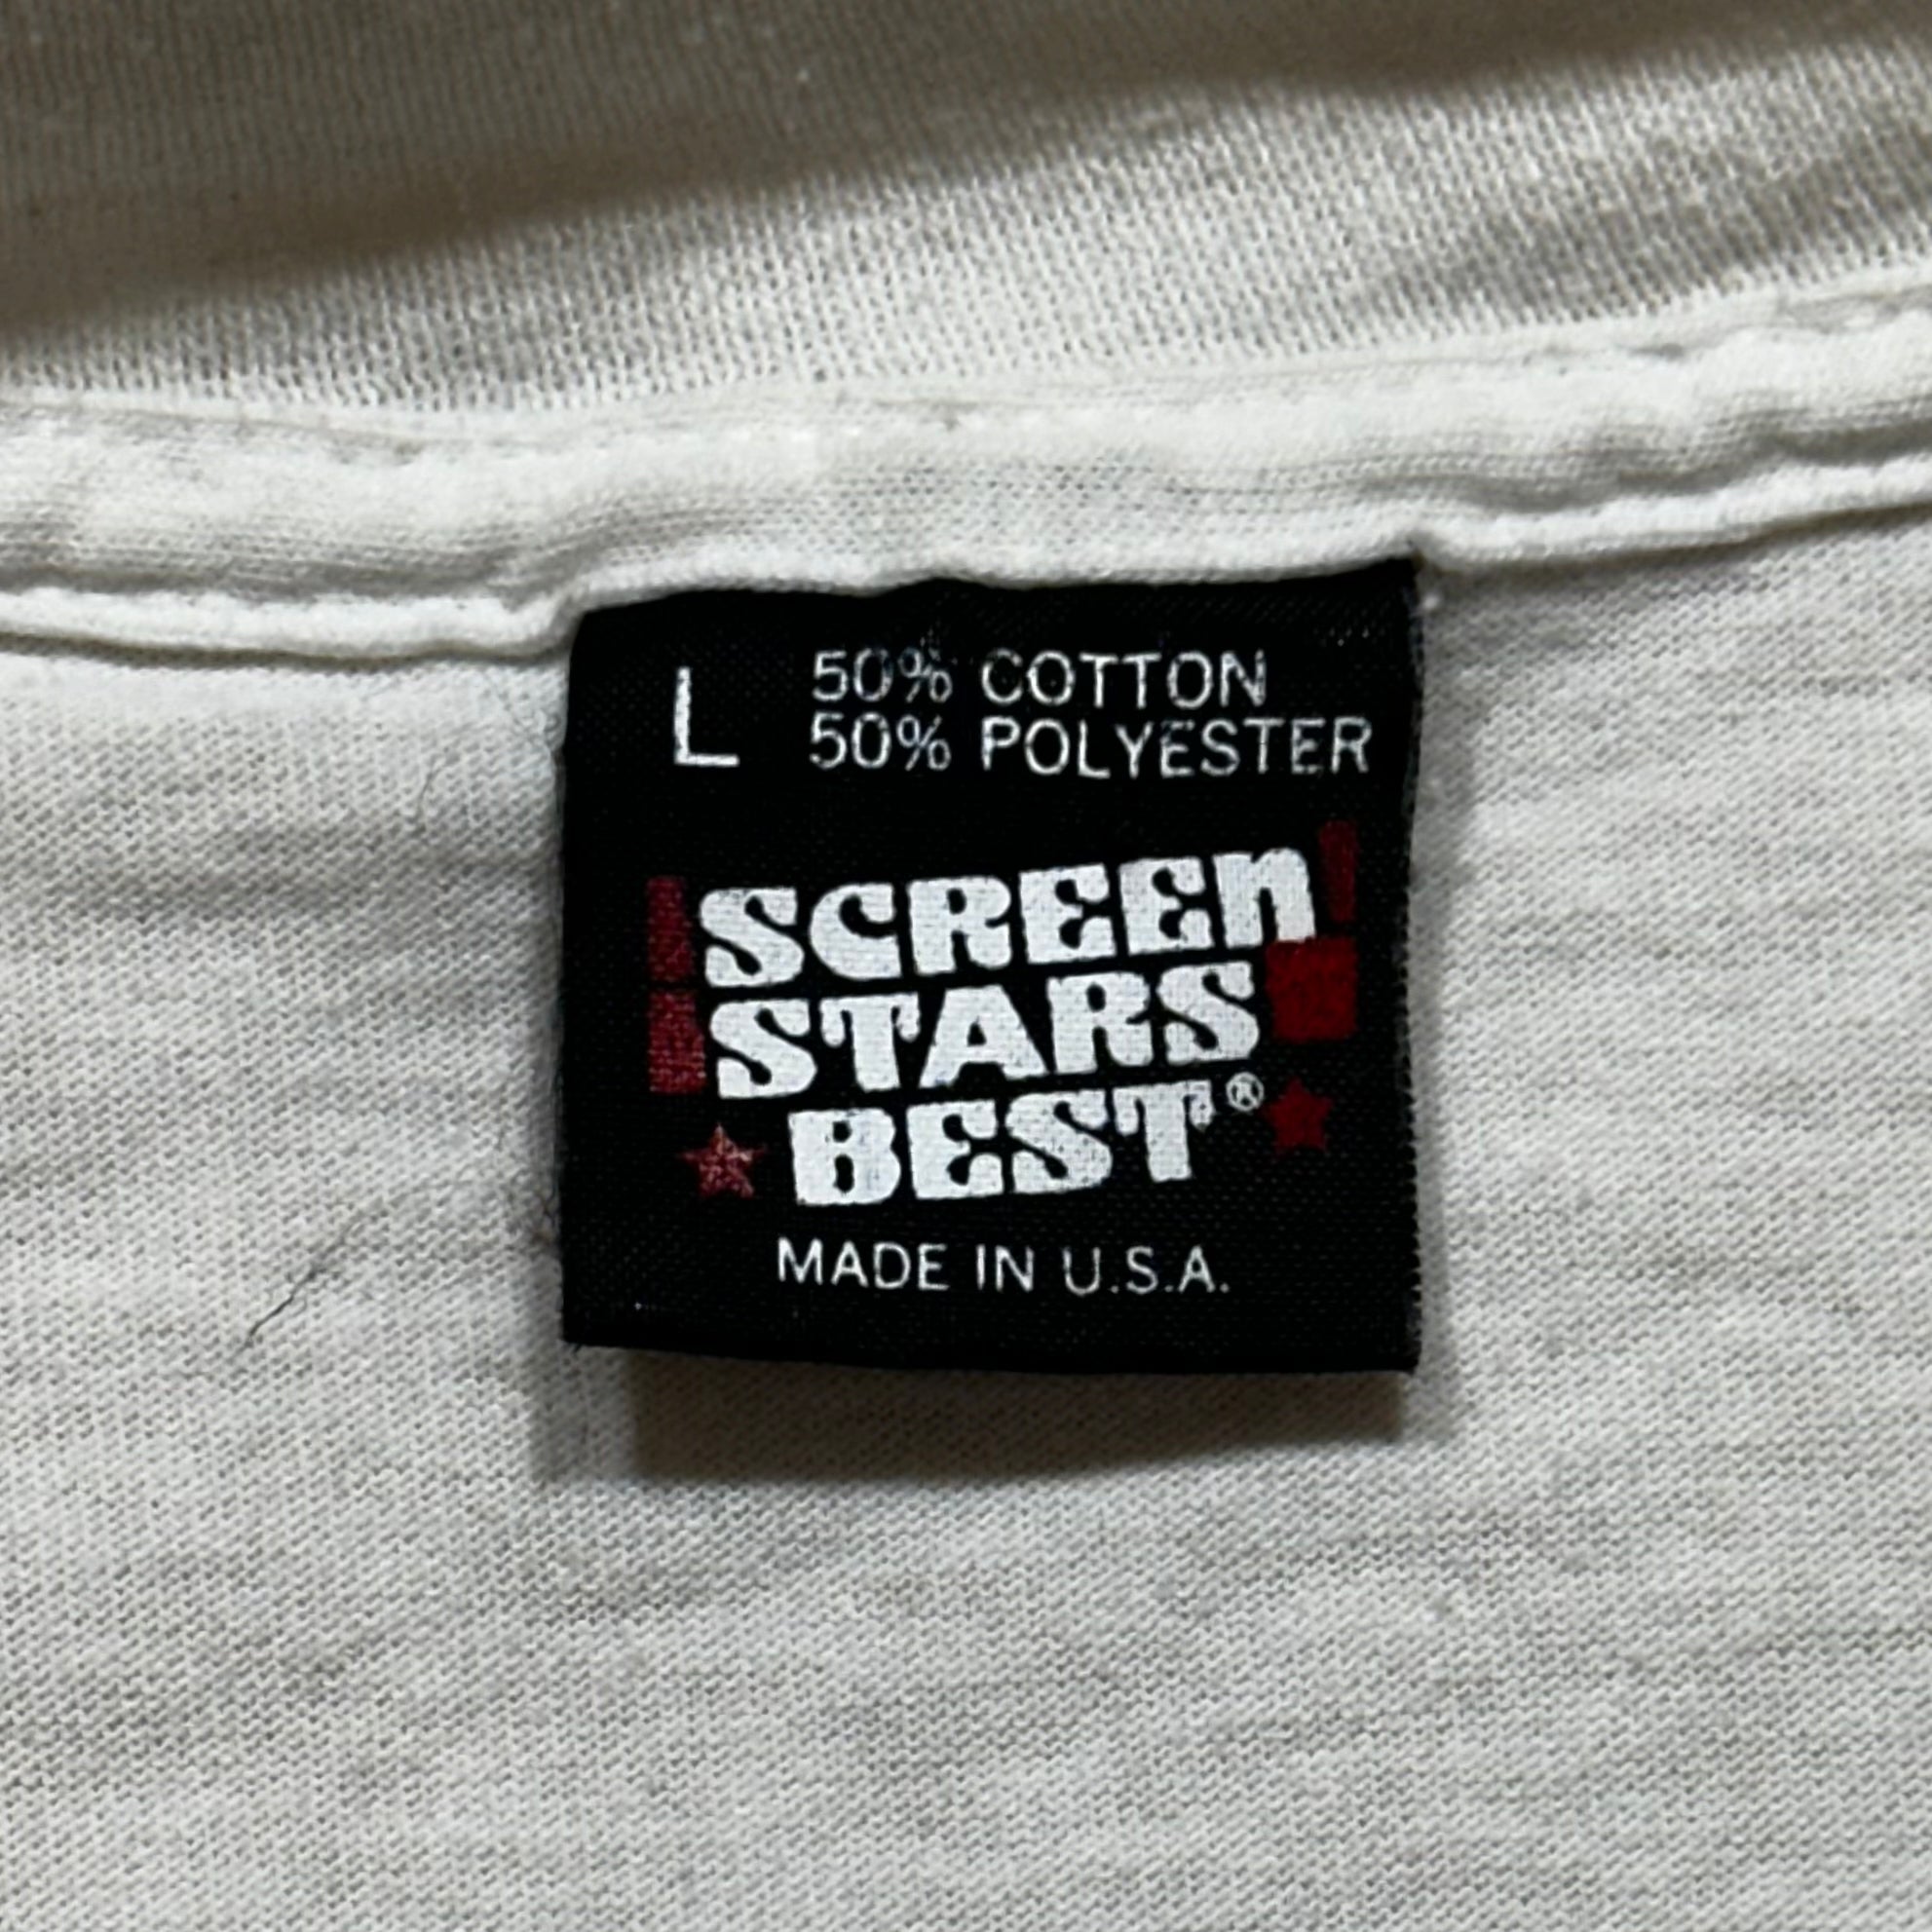 L 50% COTTON
50% POLYESTER
SCREEn
STARS
BEST®
MADE IN U.S.A.